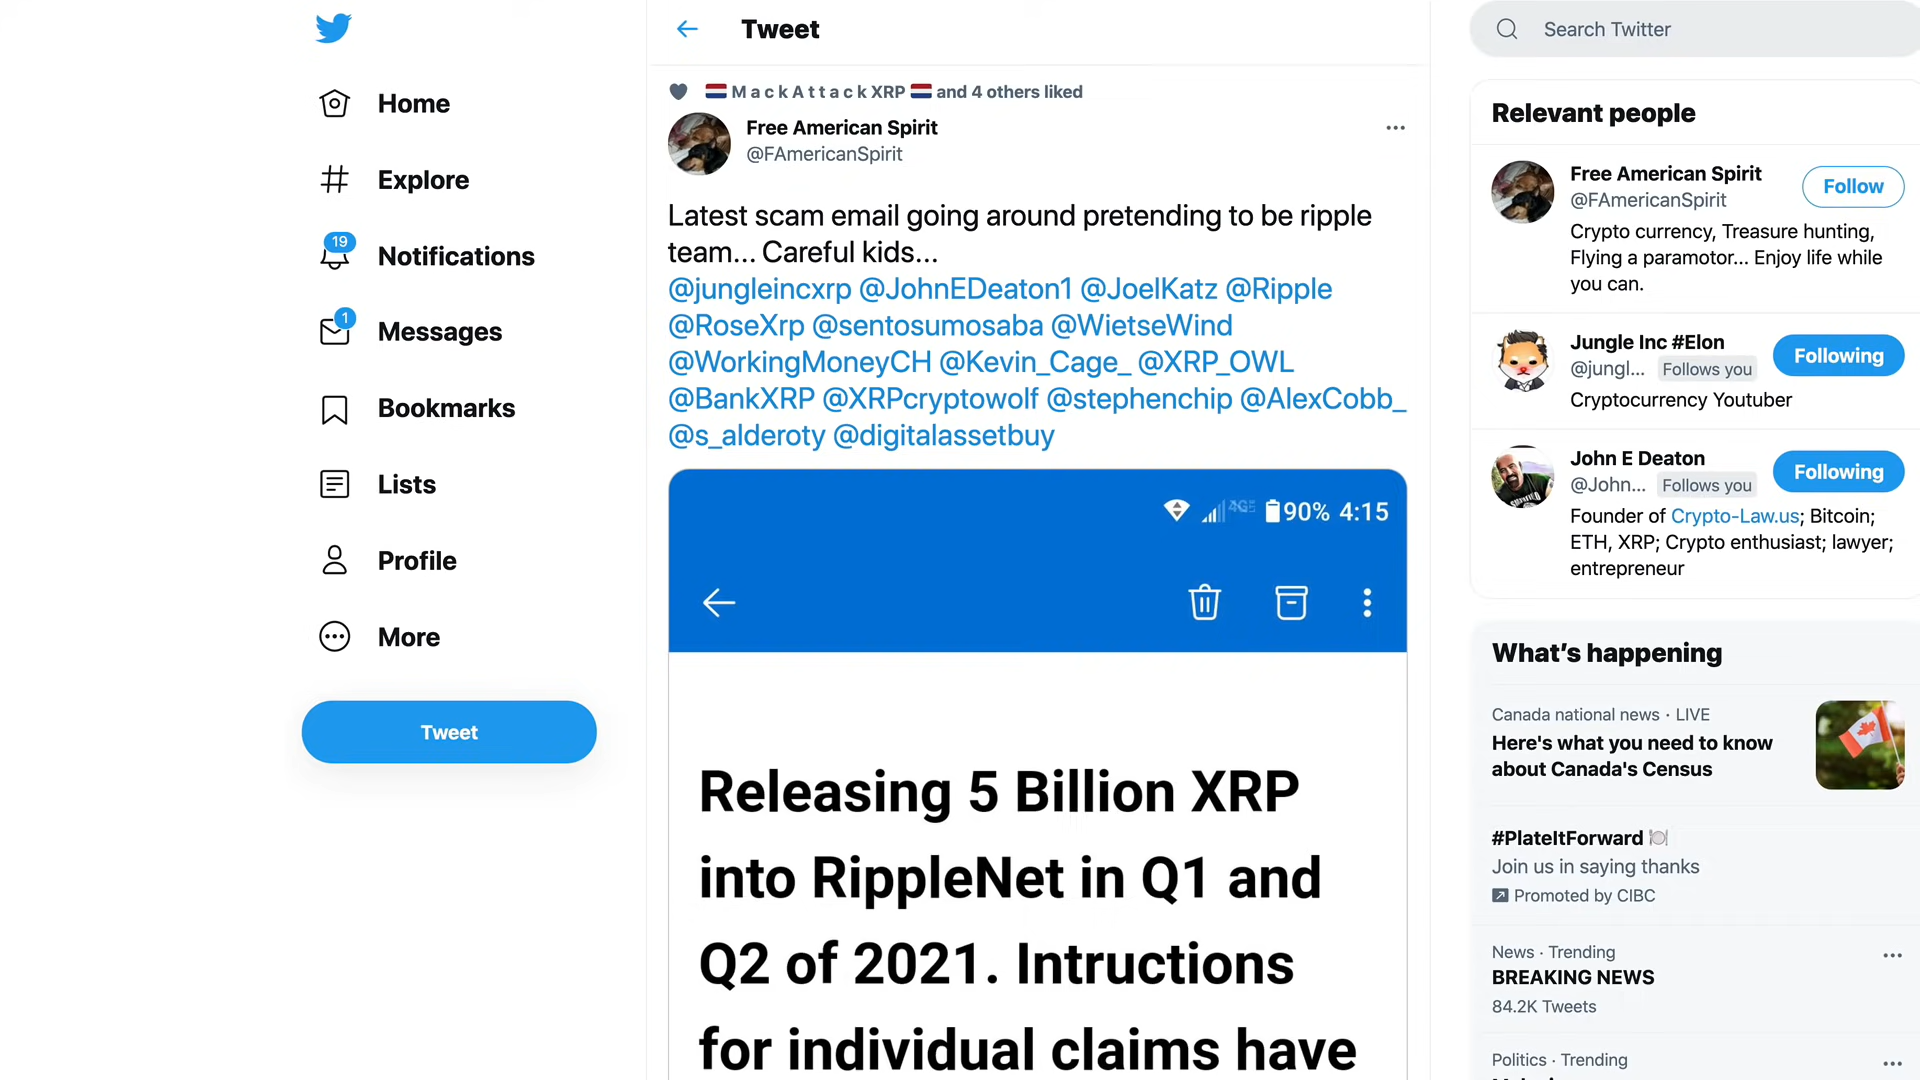 Home
Explore
19
Notifications
1
Messages
Bookmarks
Lists
Profile
More
Tweet
Tweet
MackAttackXRP and 4 others liked
Free American Spirit
@FAmericanSpirit
Latest scam email going around pretending to be ripple
team... Careful kids...
@jungleincxrp @JohnEDeaton1 @JoelKatz @Ripple
@RoseXrp @sentosumosaba @WietseWind
@WorkingMoneyCH @Kevin_Cage_ @XRP_OWL
@BankXRP @XRPcryptowolf @stephenchip @AlexCobb_
@s_alderoty @digitalassetbuy
4GE 90% 4:15
Releasing 5 Billion XRP
into RippleNet in Q1 and
Q2 of 2021. Intructions
for individual claims have
Search Twitter
Relevant people
Free American Spirit
@FAmericanSpirit
Follow
Crypto currency, Treasure hunting,
Flying a paramotor... Enjoy life while
you can.
Jungle Inc #Elon
@jungl... Follows you
Following
Cryptocurrency Youtuber
John E Deaton
@John... Follows you
Following
Founder of Crypto-Law.us; Bitcoin;
ETH, XRP; Crypto enthusiast; lawyer;
entrepreneur
What's happening
Canada national news · LIVE
Here's what you need to know
about Canada's Census
#PlateItForward
Join us in saying thanks
Promoted by CIBC
News · Trending
BREAKING NEWS
84.2K Tweets
Politics · Trending